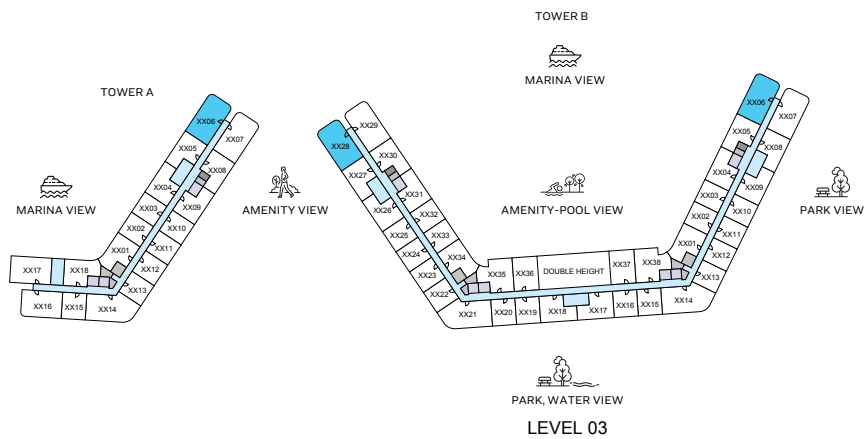 TOWER B
MARINA VIEW
TOWER A
MARINA VIEW
AMENITY VIEW
AMENITY-POOL VIEW
PARK VIEW
XX06
XX07
XX05
XX08
XX04
XX09
XX03
XX10
XX02
XX11
XX01
XX12
XX17
XX18
XX13
XX16
XX15
XX14
XX29
XX28
XX30
XX27
XX31
XX26
XX32
XX25
XX33
XX24
XX34
XX23
XX22
XX21
XX35
XX36
DOUBLE HEIGHT
XX37
XX38
XX20
XX19
XX18
XX17
XX16
XX15
XX14
XX06
XX07
XX05
XX08
XX04
XX09
XX03
XX10
XX02
XX11
XX01
XX12
XX13
PARK, WATER VIEW
LEVEL 03